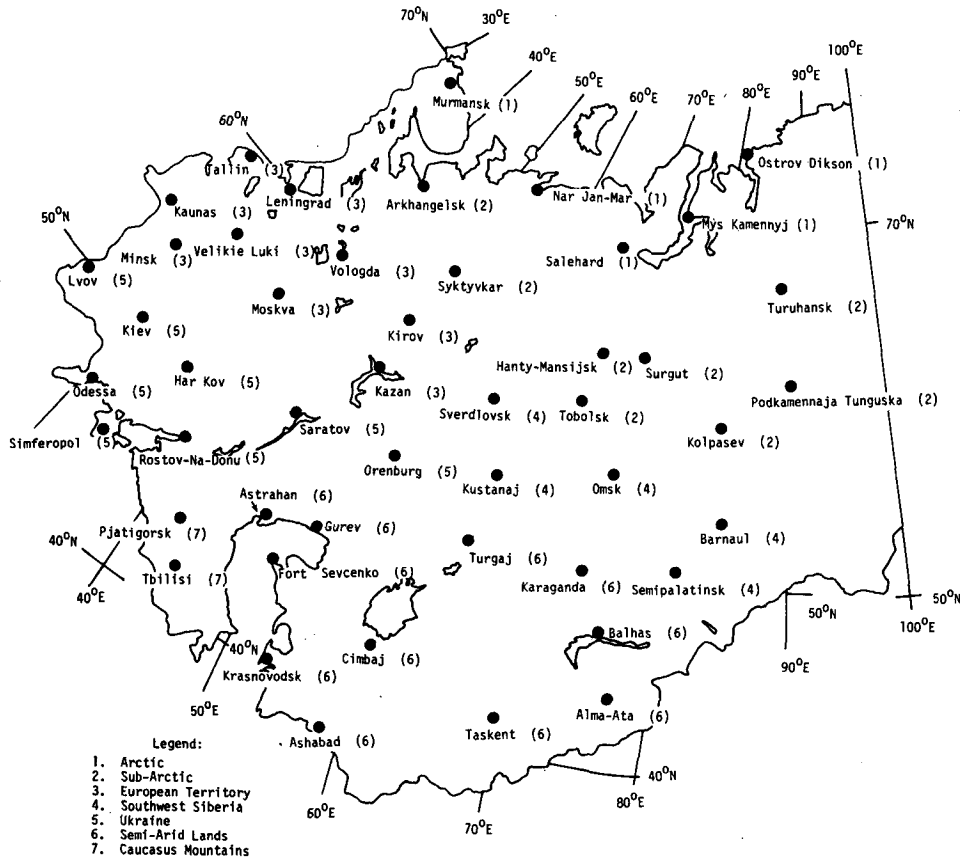 70°N
30°E
40°E
50°E
60°E
70°E
80°E
90°E
100°E
Murmansk (1)
60°N
Tallin (3)
Leningrad (3)
Arkhangelsk (2)
Nar Jan-Mar (1)
Ostrov Dikson (1)
Kaunas (3)
Mys Kamennyj (1)
70°N
50°N
Minsk (3)
Velikie Luki (3)
Vologda (3)
Salehard (1)
Lvov (5)
Syktyvkar (2)
Moskva (3)
Turuhansk (2)
Kiev (5)
Kirov (3)
Hanty-Mansijsk (2)
Surgut (2)
Har Kov (5)
Odessa (5)
Kazan (3)
Sverdlovsk (4)
Tobolsk (2)
Podkamennaja Tunguska (2)
Simferopol (5)
Saratov (5)
Kolpasev (2)
Rostov-Na-Donu (5)
Orenburg (5)
Kustanaj (4)
Omsk (4)
Astrahan (6)
Gurev (6)
Pjatigorsk (7)
Barnaul (4)
40°N
Turgaj (6)
Tbilisi (7)
Fort Sevcenko (6)
Karaganda (6)
Semipalatinsk (4)
40°E
50°N
50°N
100°E
40°N
Balhas (6)
Cimbaj (6)
90°E
Krasnovodsk (6)
50°E
Alma-Ata (6)
Ashabad (6)
Taskent (6)
40°N
60°E
70°E
80°E
Legend:
1. Arctic
2. Sub-Arctic
3. European Territory
4. Southwest Siberia
5. Ukraine
6. Semi-Arid Lands
7. Caucasus Mountains